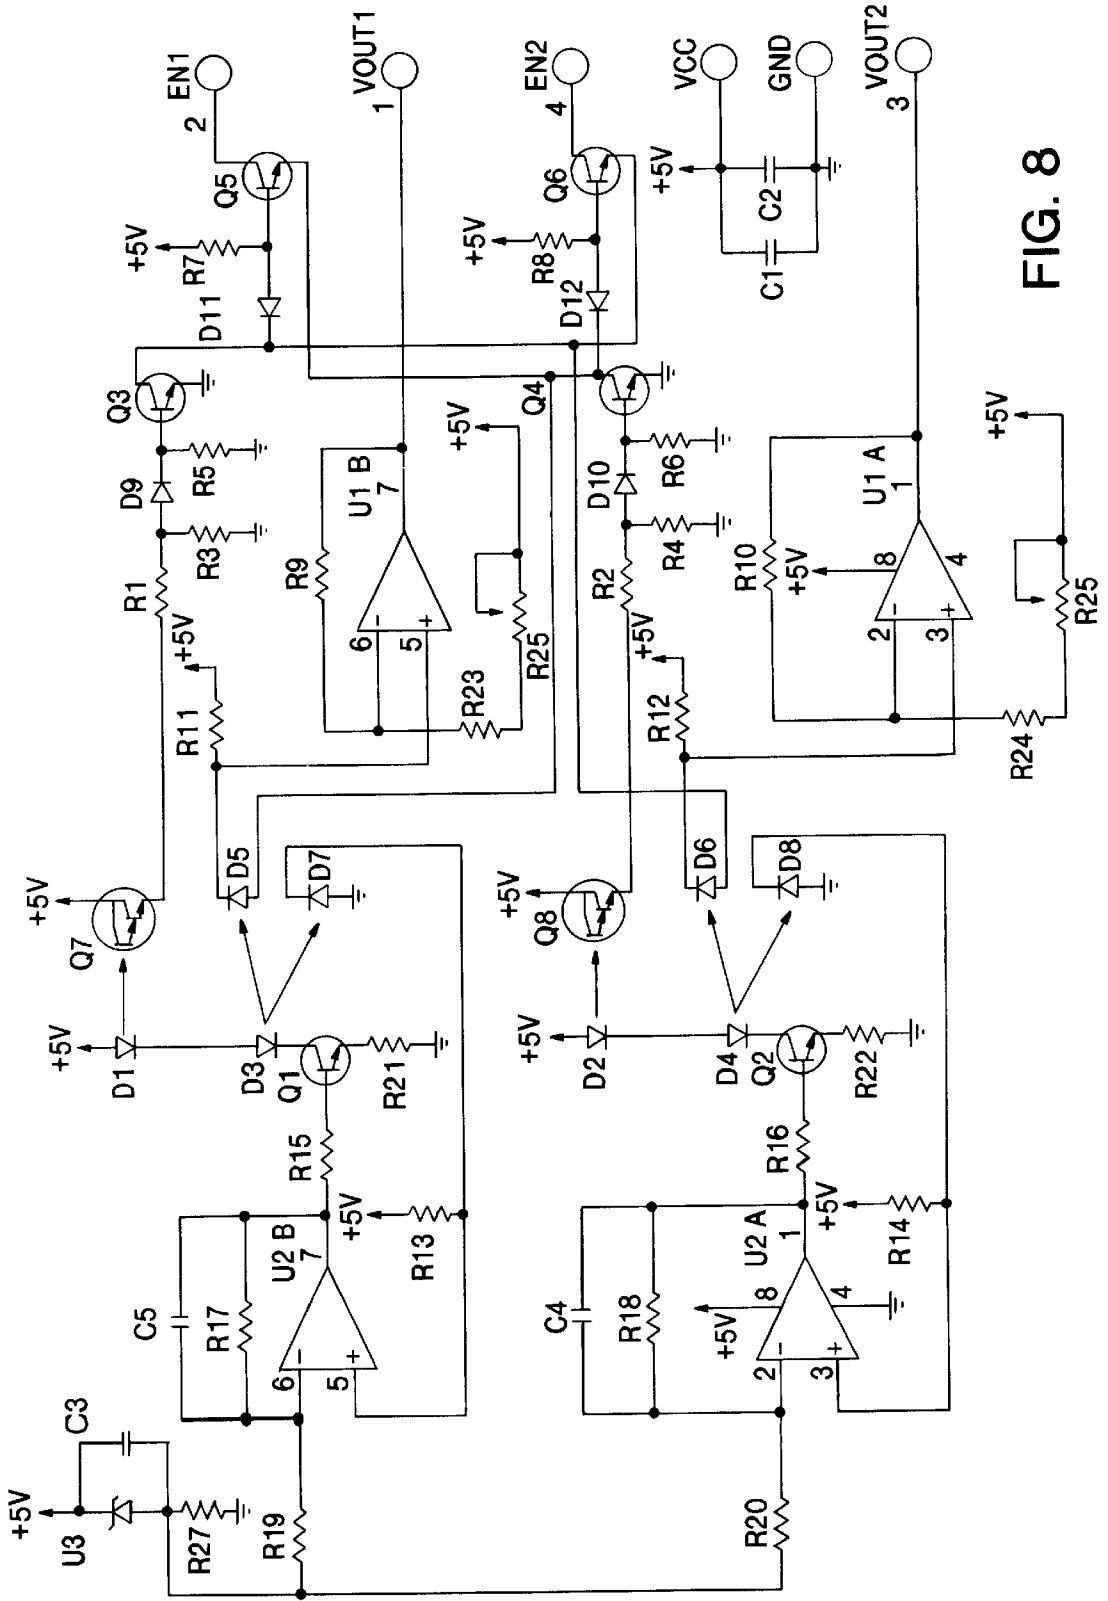 +5V
U3
C3
R27
R19
R20
C5
R17
U2 B
7
6
5
-
+
R15
+5V
R13
+5V
D1
D3
Q1
R21
+5V
Q7
D5
D7
R11
+5V
R1
R3
D9
R5
Q3
D11
R7
+5V
Q5
2
EN1
R9
U1 B
7
6
5
-
+
R23
R25
+5V
1
VOUT1
C4
R18
U2 A
1
+5V
8
4
2
3
-
+
R16
+5V
R14
+5V
D2
D4
Q2
R22
+5V
Q8
D6
D8
R12
+5V
R2
R4
D10
R6
Q4
D12
R8
+5V
Q6
4
EN2
+5V
C1
C2
VCC
GND
R10
+5V
U1 A
1
8
4
2
3
-
+
R24
R25
+5V
3
VOUT2
FIG. 8